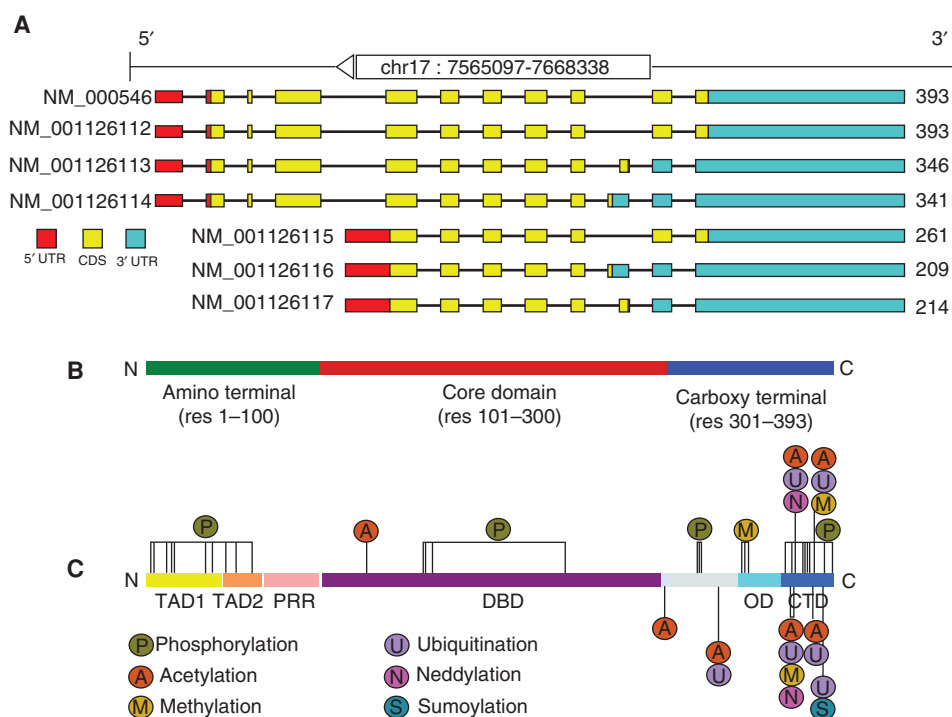 A
5′ 3′
chr17 : 7565097-7668338
NM_000546 393
NM_001126112 393
NM_001126113 346
NM_001126114 341
NM_001126115 261
NM_001126116 209
NM_001126117 214
5′ UTR CDS 3′ UTR
B N C
Amino terminal Core domain Carboxy terminal
(res 1–100) (res 101–300) (res 301–393)
A A
U U
N M
P A P P M P
C N C
TAD1 TAD2 PRR DBD OD CTD
A A A A
U U U
M U
N S
P Phosphorylation U Ubiquitination
A Acetylation N Neddylation
M Methylation S Sumoylation